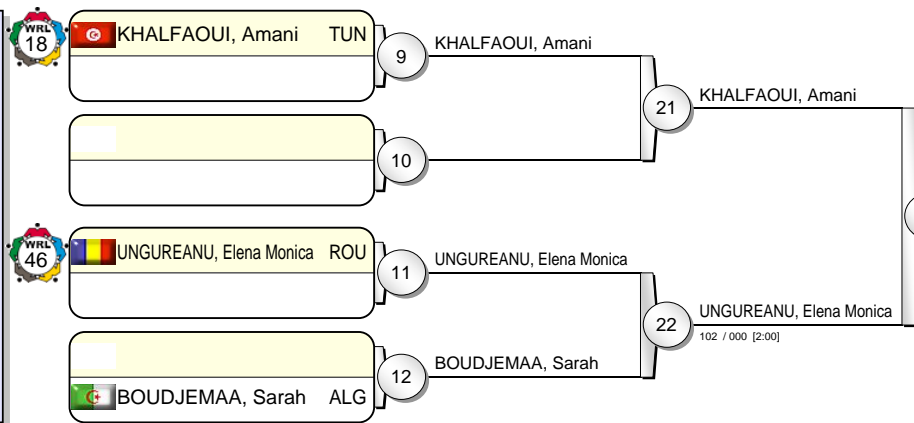 WRL
18
KHALFAOUI, Amani TUN
9
KHALFAOUI, Amani
21
KHALFAOUI, Amani
10
WRL
46
UNGUREANU, Elena Monica ROU
11
UNGUREANU, Elena Monica
22
UNGUREANU, Elena Monica
102 / 000 [2:00]
12
BOUDJEMAA, Sarah
BOUDJEMAA, Sarah ALG